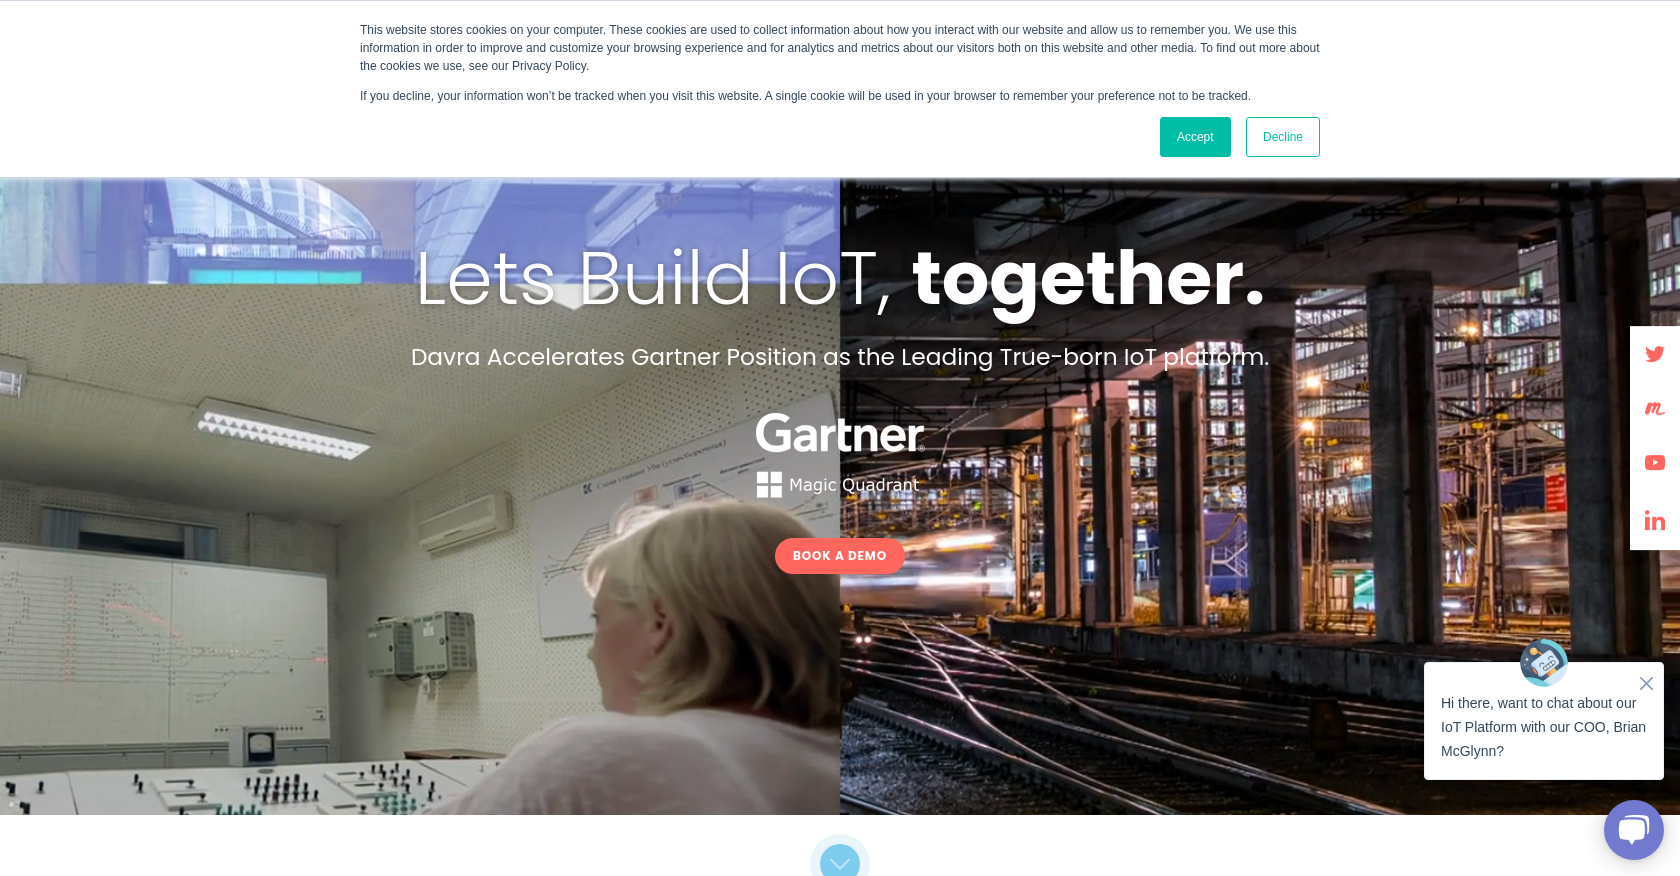 This website stores cookies on your computer. These cookies are used to collect information about how you interact with our website and allow us to remember you. We use this
information in order to improve and customize your browsing experience and for analytics and metrics about our visitors both on this website and other media. To find out more about
the cookies we use, see our Privacy Policy.
If you decline, your information won’t be tracked when you visit this website. A single cookie will be used in your browser to remember your preference not to be tracked.
Accept
Decline
Lets Build IoT, together.
Davra Accelerates Gartner Position as the Leading True-born IoT platform.
Gartner®
Magic Quadrant
BOOK A DEMO
Hi there, want to chat about our
IoT Platform with our COO, Brian
McGlynn?